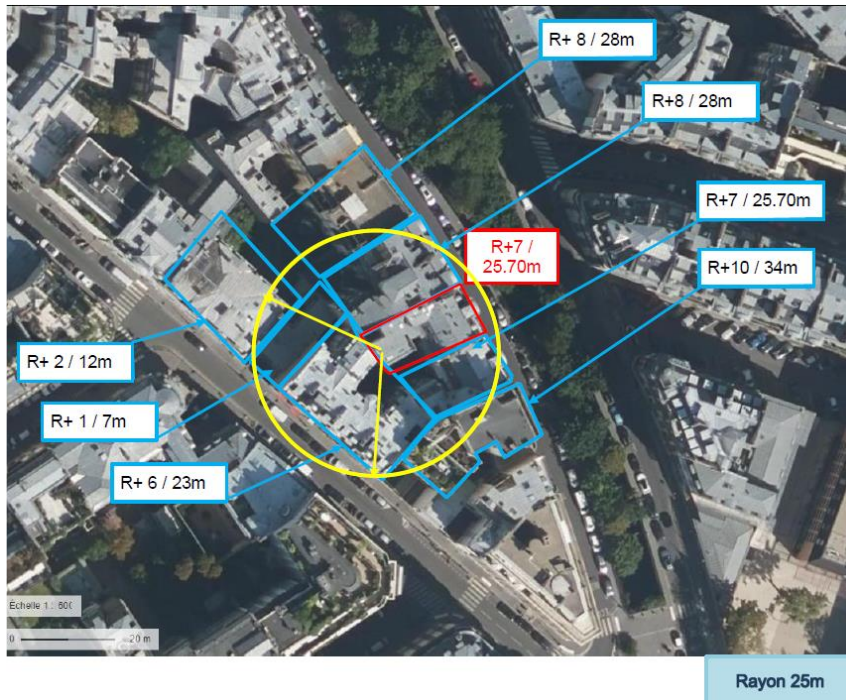 R+ 8 / 28m
R+8 / 28m
R+7 / 25.70m
R+7 /
25.70m
R+10 / 34m
R+ 2 / 12m
R+ 1 / 7m
R+ 6 / 23m
Echelle 1 : 500
0 20 m
Rayon 25m